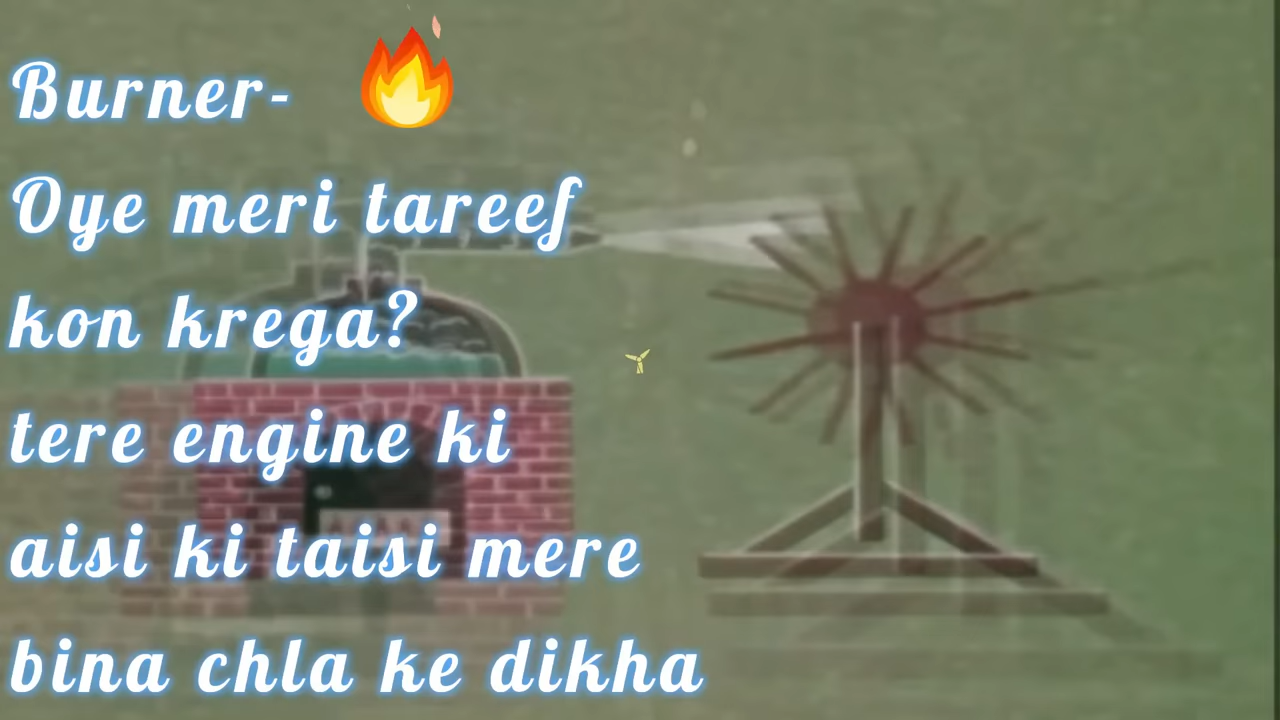 Burner- 🔥
Oye meri tareef
kon krega?
tere engine ki
aisi ki taisi mere
bina chla ke dikha